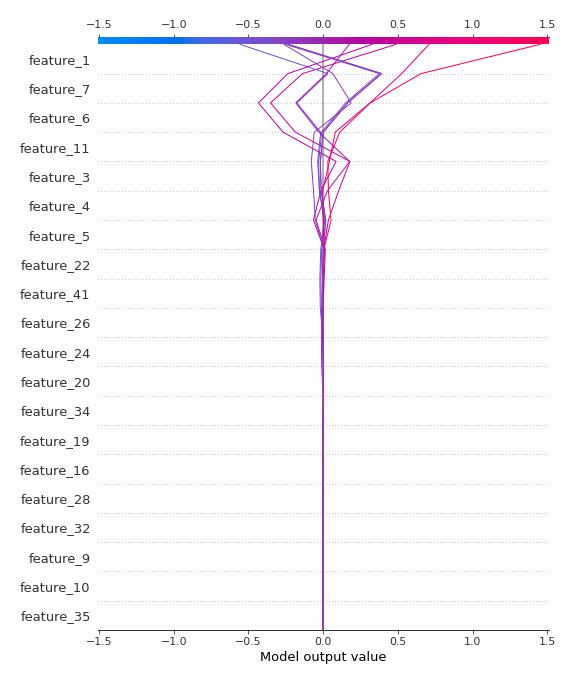 −1.5 −1.0 −0.5 0.0 0.5 1.0 1.5
feature_1
feature_7
feature_6
feature_11
feature_3
feature_4
feature_5
feature_22
feature_41
feature_26
feature_24
feature_20
feature_34
feature_19
feature_16
feature_28
feature_32
feature_9
feature_10
feature_35
−1.5 −1.0 −0.5 0.0 0.5 1.0 1.5
Model output value